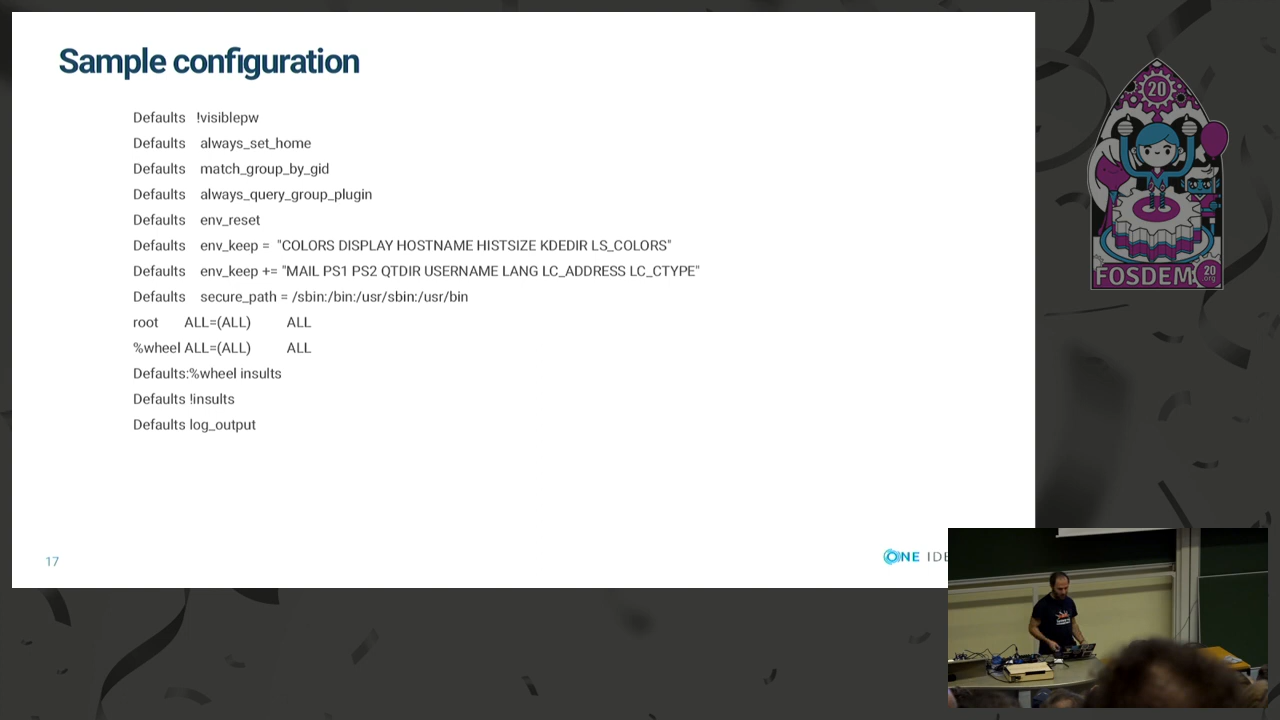 Sample configuration
Defaults !visiblepw
Defaults always_set_home
Defaults match_group_by_gid
Defaults always_query_group_plugin
Defaults env_reset
Defaults env_keep = "COLORS DISPLAY HOSTNAME HISTSIZE KDEDIR LS_COLORS"
Defaults env_keep += "MAIL PS1 PS2 QTDIR USERNAME LANG LC_ADDRESS LC_CTYPE"
Defaults secure_path = /sbin:/bin:/usr/sbin:/usr/bin
root ALL=(ALL) ALL
%wheel ALL=(ALL) ALL
Defaults:%wheel insults
Defaults !insults
Defaults log_output
17
ONE IDE
20
FOSDEM
20
.org